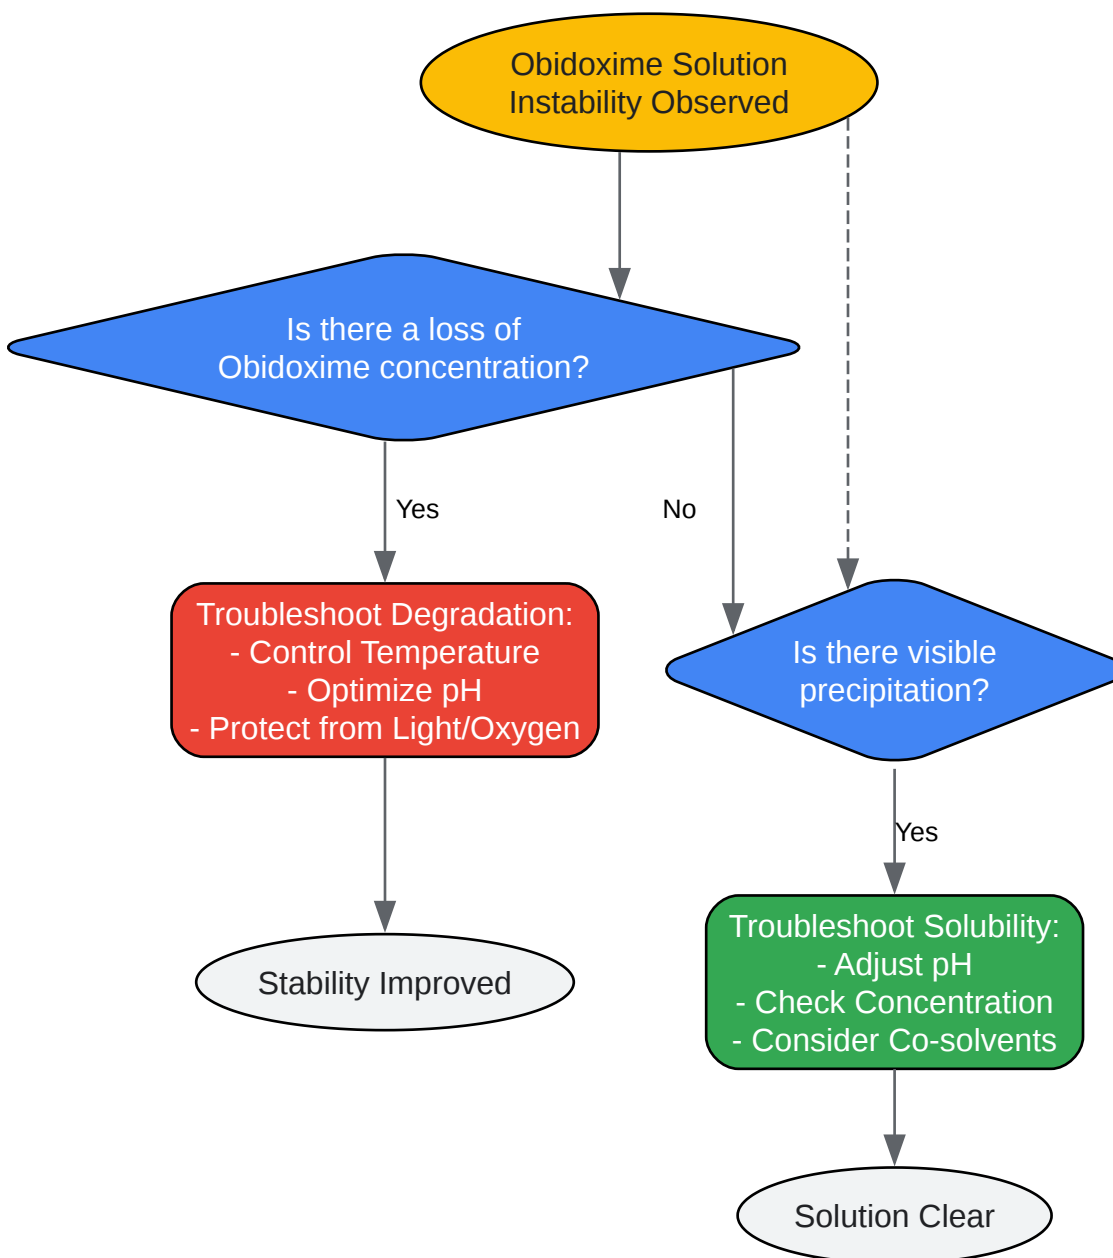 Obidoxime Solution
Instability Observed
Is there a loss of
Obidoxime concentration?
Yes
No
Troubleshoot Degradation:
- Control Temperature
- Optimize pH
- Protect from Light/Oxygen
Is there visible
precipitation?
Yes
Troubleshoot Solubility:
- Adjust pH
- Check Concentration
- Consider Co-solvents
Stability Improved
Solution Clear